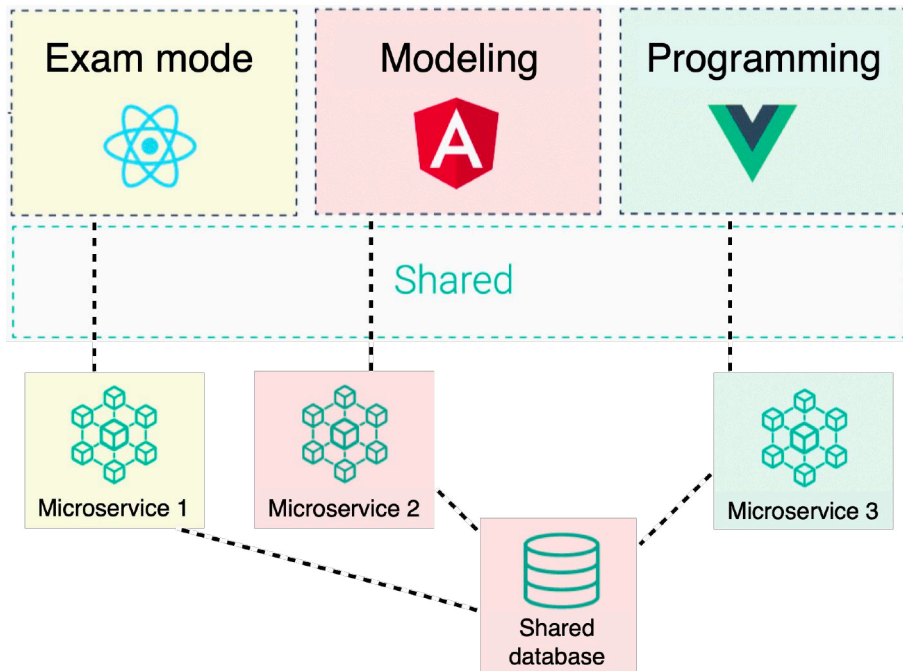 Exam mode
Modeling
Programming
A
Shared
Microservice 1
Microservice 2
Microservice 3
Shared
database